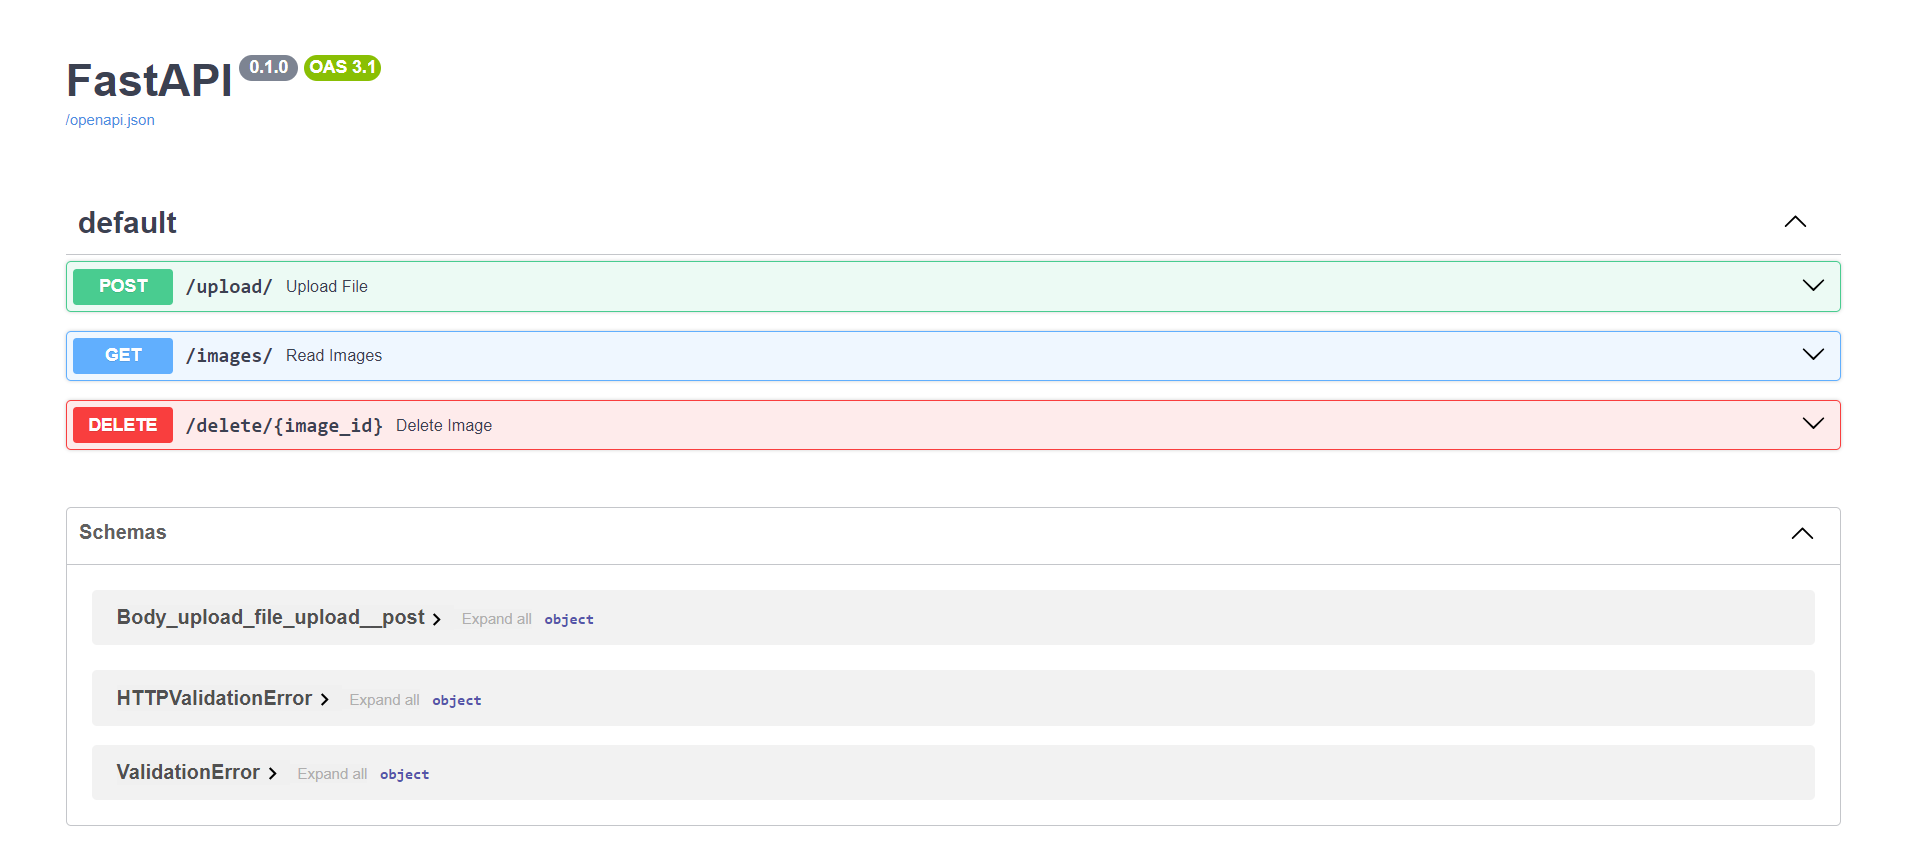 FastAPI 0.1.0 OAS 3.1
/openapi.json
default
POST /upload/ Upload File
GET /images/ Read Images
DELETE /delete/{image_id} Delete Image
Schemas
Body_upload_file_upload__post Expand all object
HTTPValidationError Expand all object
ValidationError Expand all object